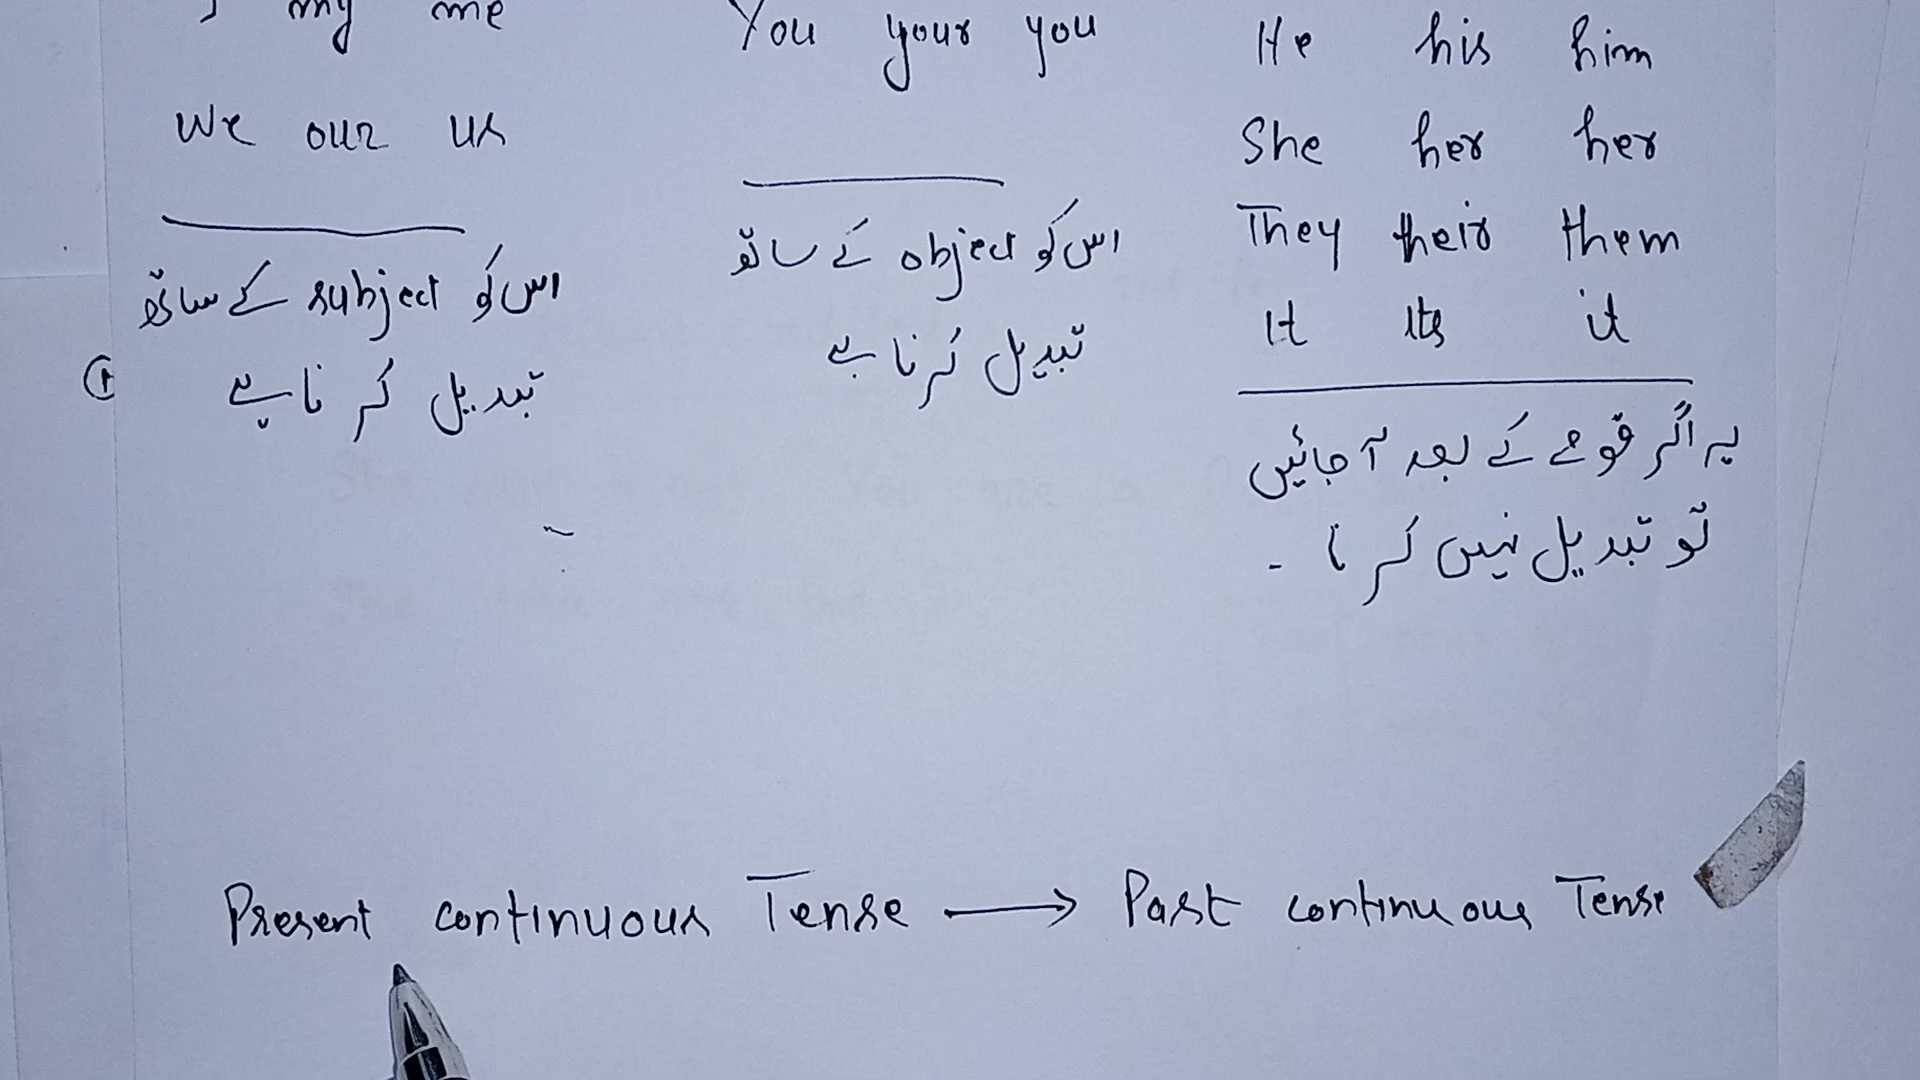 I my me
We our us
اس کو subject کے ساتھ
تبدیل کرنا ہے
You your you
اس کو object کے ساتھ
تبدیل کرنا ہے
He his him
She her her
They their them
It Its it
یہ اگر قومے کے بعد آجائیں
تو تبدیل نہیں کرنا -
Present continuous Tense → Past continuous Tense